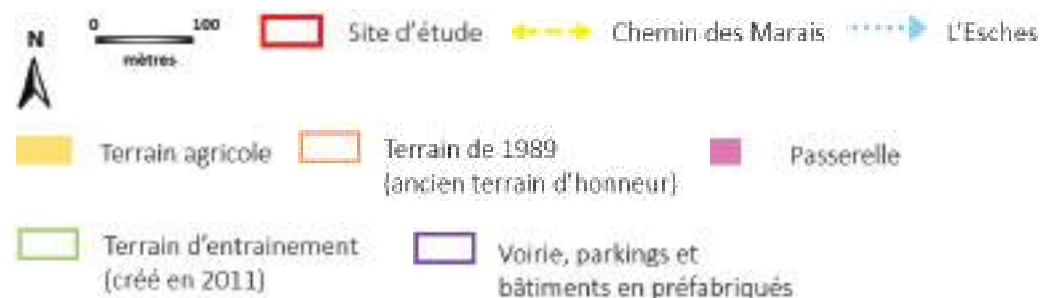 N
0 100
mètres
Site d'étude
Chemin des Marais
L'Esches
Terrain agricole
Terrain de 1989
(ancien terrain d'honneur)
Passerelle
Terrain d'entrainement
(créé en 2011)
Voirie, parkings et
bâtiments en préfabriqués